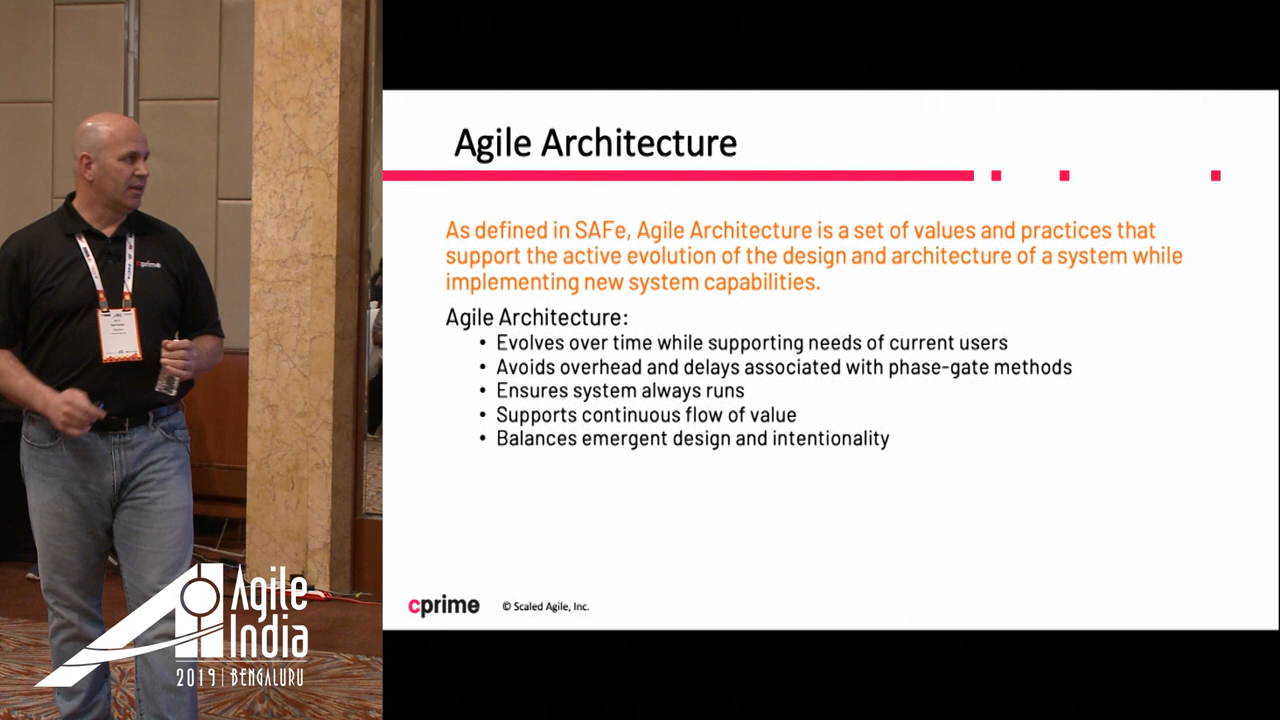 Agile Architecture
As defined in SAFe, Agile Architecture is a set of values and practices that
support the active evolution of the design and architecture of a system while
implementing new system capabilities.
Agile Architecture:
• Evolves over time while supporting needs of current users
• Avoids overhead and delays associated with phase-gate methods
• Ensures system always runs
• Supports continuous flow of value
• Balances emergent design and intentionality
cprime
© Scaled Agile, Inc.
cprime
Agile
India
2019 | BENGALURU